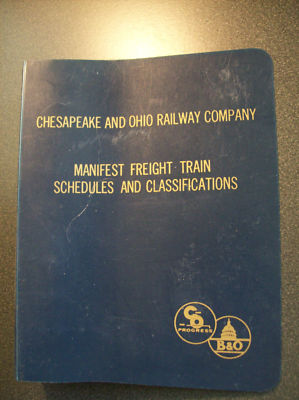 CHESAPEAKE AND OHIO RAILWAY COMPANY
MANIFEST FREIGHT TRAIN
SCHEDULES AND CLASSIFICATIONS
C&O
PROGRESS
B&O